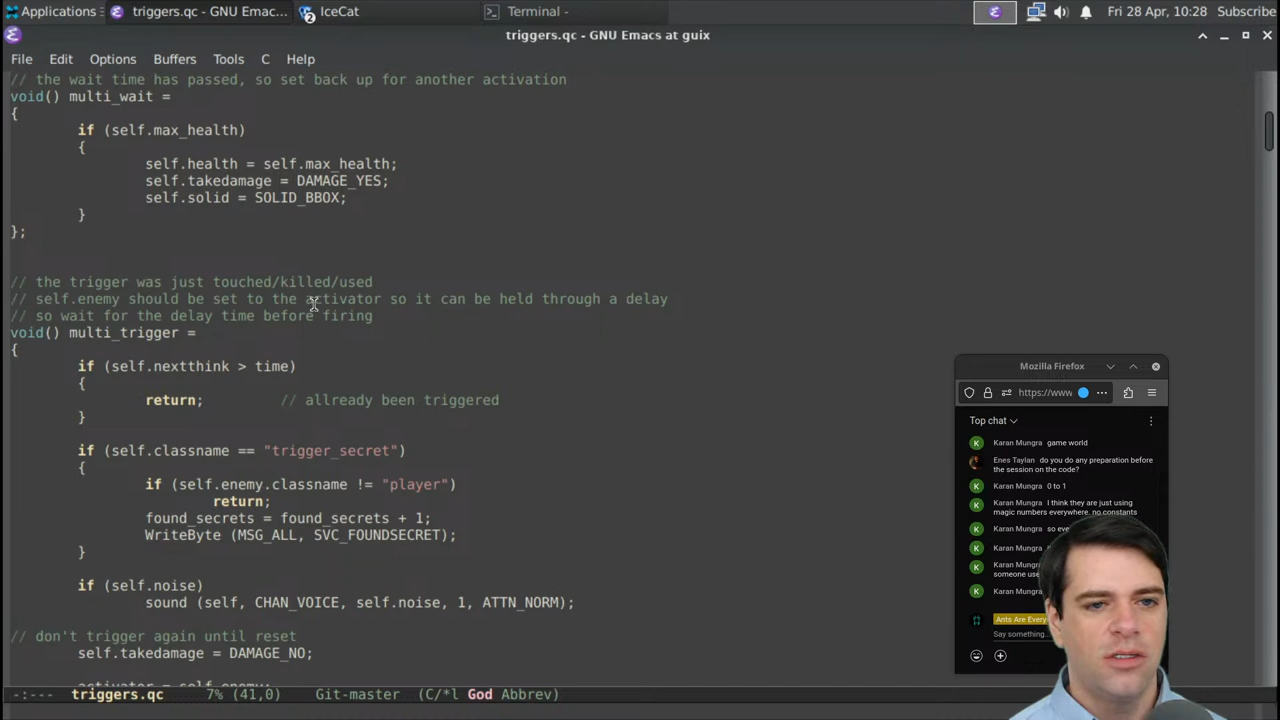 Applications
triggers.qc - GNU Emac...
2
IceCat
Terminal -
Fri 28 Apr, 10:28
Subscribe
triggers.qc - GNU Emacs at guix
File Edit Options Buffers Tools C Help
// the wait time has passed, so set back up for another activation
void() multi_wait =
{
if (self.max_health)
{
self.health = self.max_health;
self.takedamage = DAMAGE_YES;
self.solid = SOLID_BBOX;
}
};
// the trigger was just touched/killed/used
// self.enemy should be set to the activator so it can be held through a delay
// so wait for the delay time before firing
void() multi_trigger =
{
if (self.nextthink > time)
{
return; // allready been triggered
}
if (self.classname == "trigger_secret")
{
if (self.enemy.classname != "player")
return;
found_secrets = found_secrets + 1;
WriteByte (MSG_ALL, SVC_FOUNDSECRET);
}
if (self.noise)
sound (self, CHAN_VOICE, self.noise, 1, ATTN_NORM);
// don't trigger again until reset
self.takedamage = DAMAGE_NO;
activator = self.enemy;
-:--- triggers.qc 7% (41,0) Git-master (C/*l God Abbrev)
Mozilla Firefox
https://www
Top chat
K Karan Mungra game world
Enes Taylan do you do any preparation before
the session on the code?
K Karan Mungra 0 to 1
K Karan Mungra I think they are just using
magic numbers everywhere, no constants
K Karan Mungra so eve
K Karan Mungra
K Karan Mungra
someone use
K Karan Mungra
Ants Are Every
Say something...